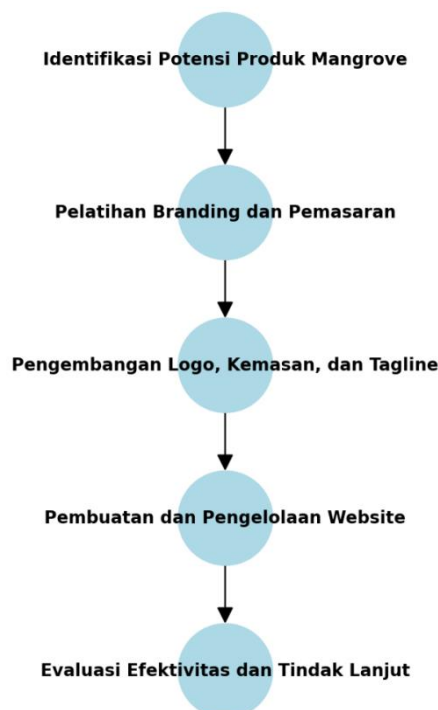 Identifikasi Potensi Produk Mangrove
Pelatihan Branding dan Pemasaran
Pengembangan Logo, Kemasan, dan Tagline
Pembuatan dan Pengelolaan Website
Evaluasi Efektivitas dan Tindak Lanjut